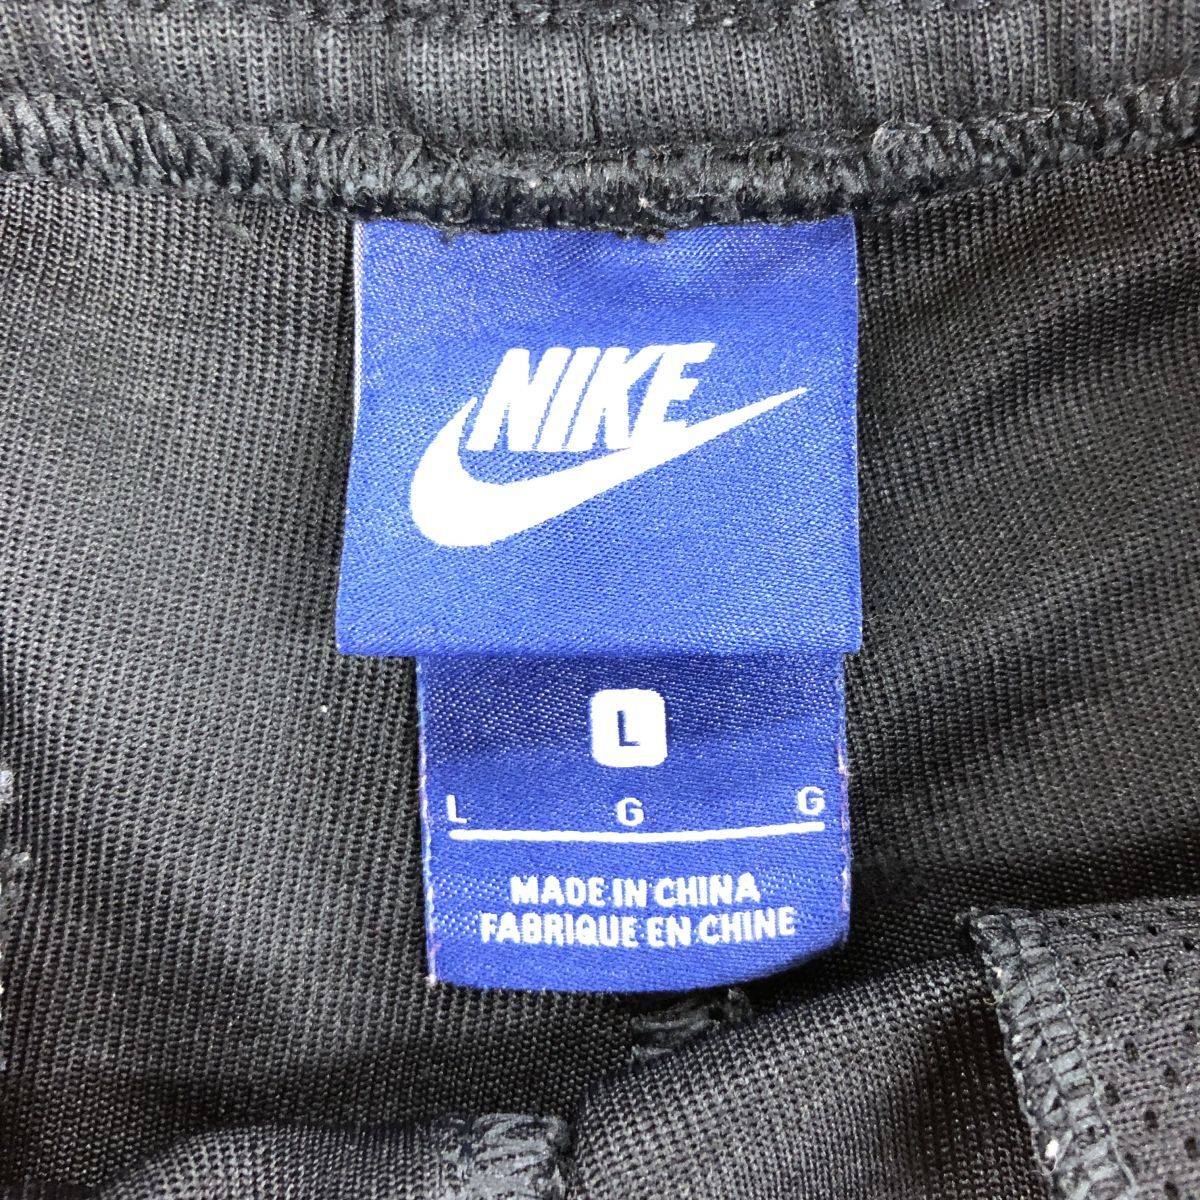 NIKE
L
L G G
MADE IN CHINA
FABRIQUE EN CHINE